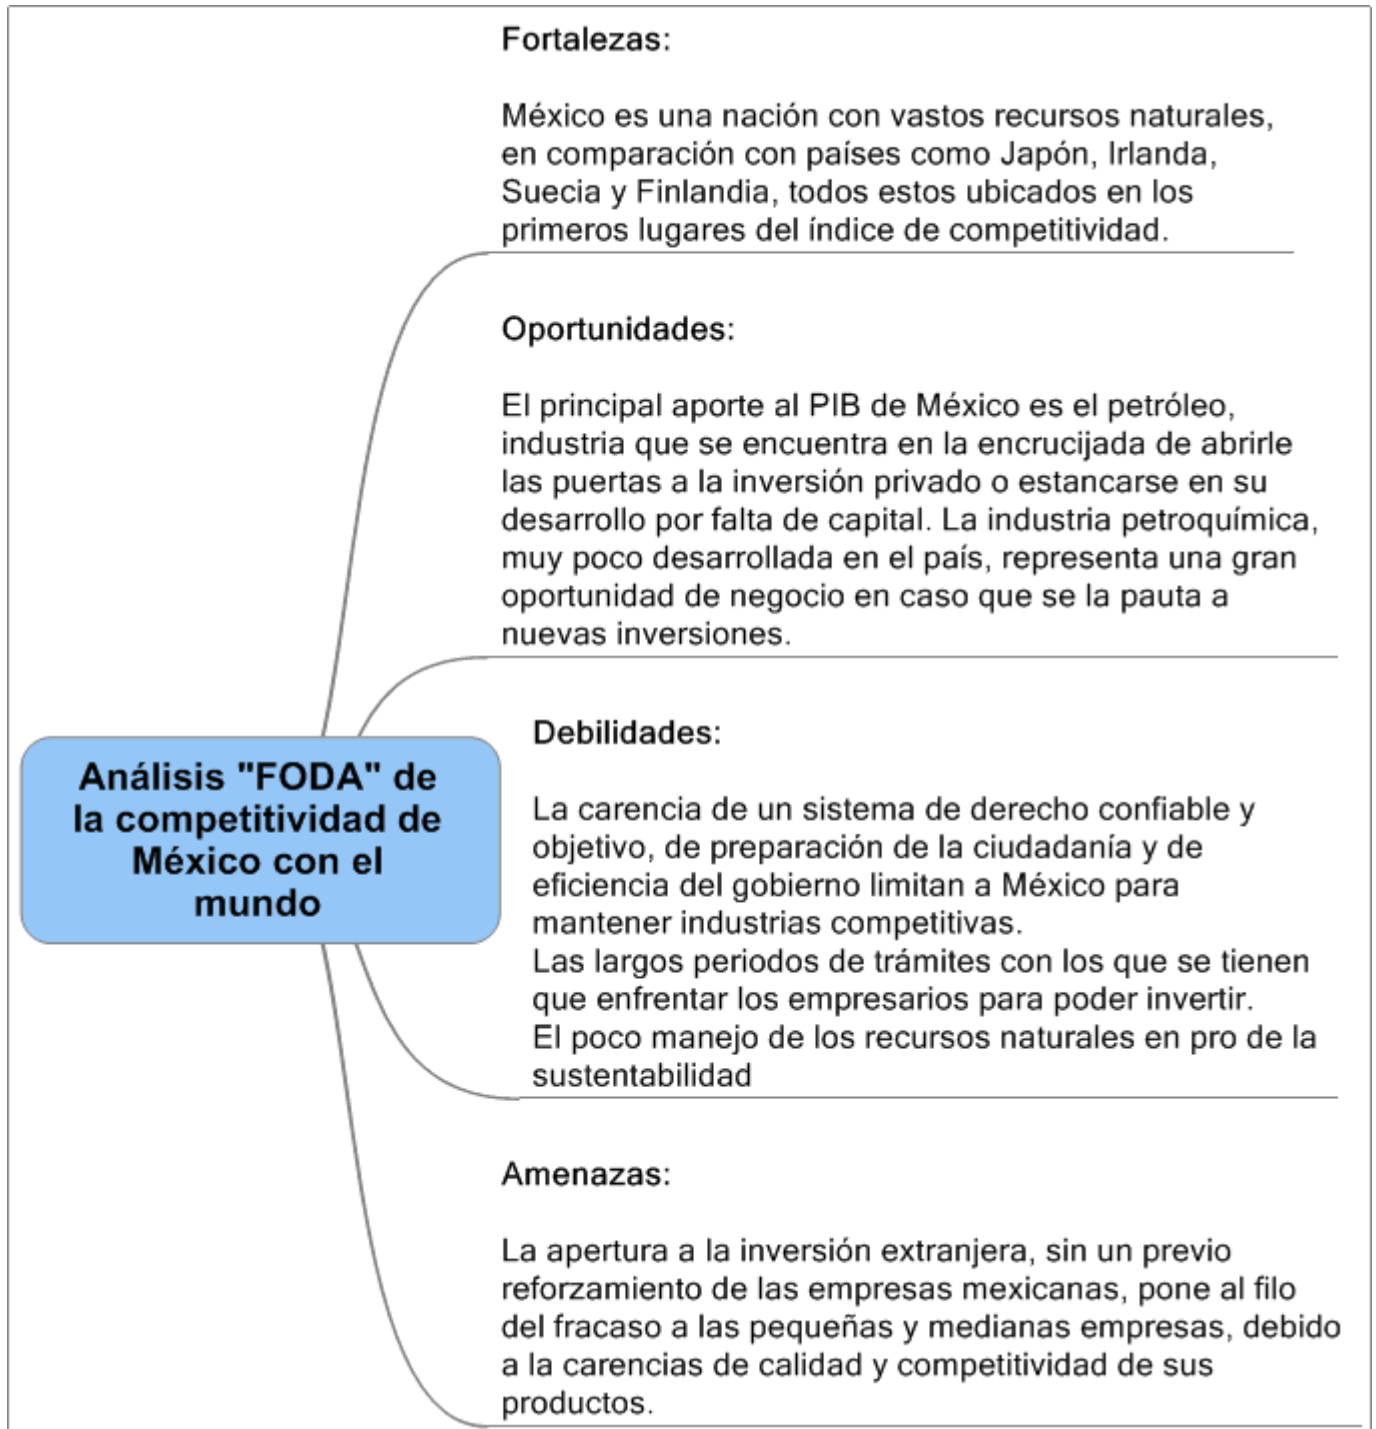 Fortalezas:
México es una nación con vastos recursos naturales,
en comparación con países como Japón, Irlanda,
Suecia y Finlandia, todos estos ubicados en los
primeros lugares del índice de competitividad.
Oportunidades:
El principal aporte al PIB de México es el petróleo,
industria que se encuentra en la encrucijada de abrirle
las puertas a la inversión privado o estancarse en su
desarrollo por falta de capital. La industria petroquímica,
muy poco desarrollada en el país, representa una gran
oportunidad de negocio en caso que se la pauta a
nuevas inversiones.
Análisis "FODA" de
la competitividad de
México con el
mundo
Debilidades:
La carencia de un sistema de derecho confiable y
objetivo, de preparación de la ciudadanía y de
eficiencia del gobierno limitan a México para
mantener industrias competitivas.
Las largos periodos de trámites con los que se tienen
que enfrentar los empresarios para poder invertir.
El poco manejo de los recursos naturales en pro de la
sustentabilidad
Amenazas:
La apertura a la inversión extranjera, sin un previo
reforzamiento de las empresas mexicanas, pone al filo
del fracaso a las pequeñas y medianas empresas, debido
a la carencias de calidad y competitividad de sus
productos.